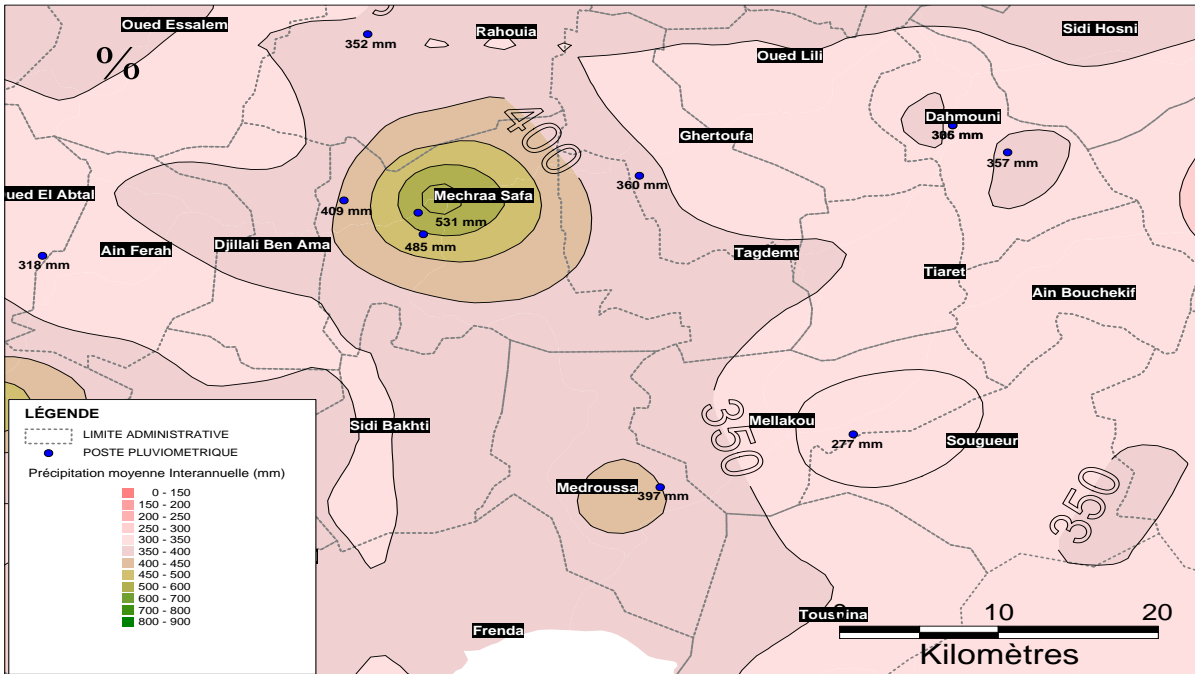 Oued Essalem
%
352 mm
Rahouia
Sidi Hosni
Oued Lili
400
Dahmouni
Ghertoufa
357 mm
360 mm
ued El Abtal
Mechraa Safa
409 mm
531 mm
485 mm
Djillali Ben Ama
Ain Ferah
318 mm
Tagdemt
Tiaret
Ain Bouchekif
350
Mellakou
Sidi Bakhti
277 mm
Sougueur
Medroussa
397 mm
350
Tousnina
Frenda
LÉGENDE
LIMITE ADMINISTRATIVE
POSTE PLUVIOMETRIQUE
Précipitation moyenne Interannuelle (mm)
0 - 150
150 - 200
200 - 250
250 - 300
300 - 350
350 - 400
400 - 450
450 - 500
500 - 600
600 - 700
700 - 800
800 - 900
0 10 20
Kilomètres